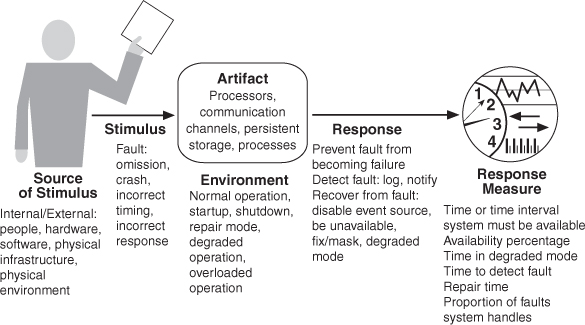 Artifact
Processors,
communication
channels, persistent
storage, processes
Stimulus
Fault:
omission,
crash,
incorrect
timing,
incorrect
response
Source
of Stimulus
Internal/External:
people, hardware,
software, physical
infrastructure,
physical
environment
Environment
Normal operation,
startup, shutdown,
repair mode,
degraded
operation,
overloaded
operation
Response
Prevent fault from
becoming failure
Detect fault: log, notify
Recover from fault:
disable event source,
be unavailable,
fix/mask, degraded
mode
1
2
3
4
Response
Measure
Time or time interval
system must be available
Availability percentage
Time in degraded mode
Time to detect fault
Repair time
Proportion of faults
system handles